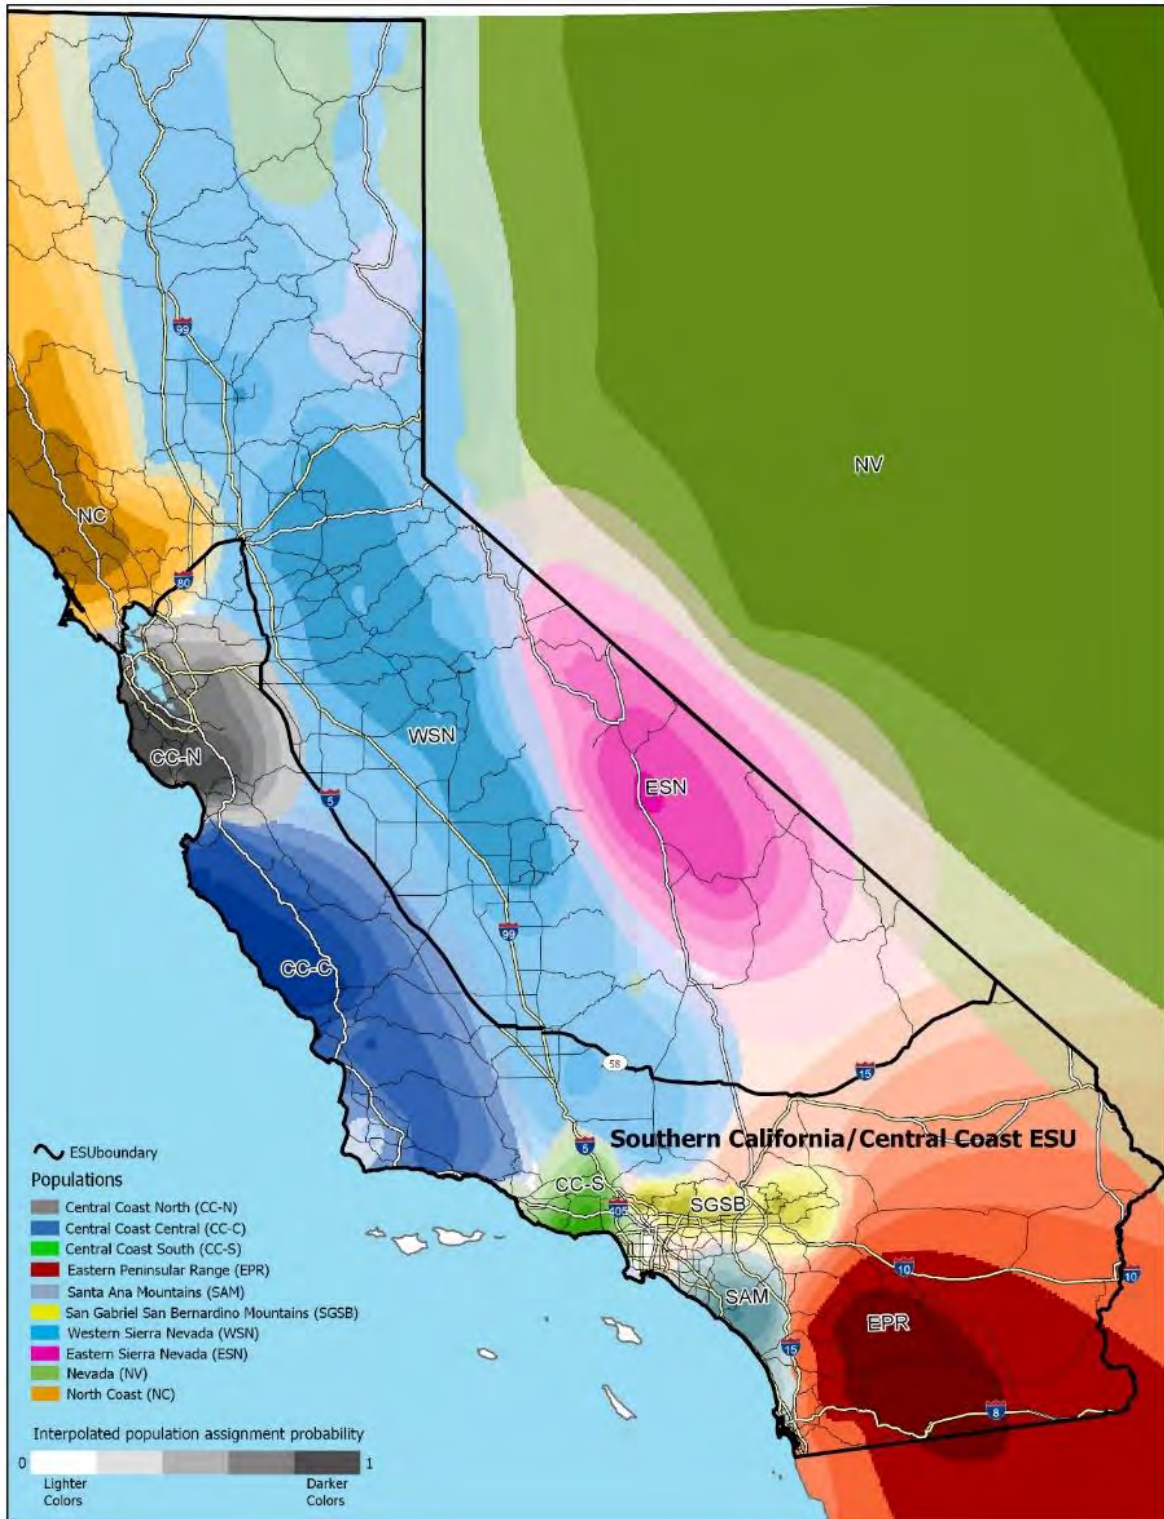 99
NV
NC
80
WSN
CC-N
ESN
5
99
CC-C
58
15
Southern California/Central Coast ESU
5
CC-S
405
SGSB
10
10
SAM
EPR
15
8
ESUboundary
Populations
Central Coast North (CC-N)
Central Coast Central (CC-C)
Central Coast South (CC-S)
Eastern Peninsular Range (EPR)
Santa Ana Mountains (SAM)
San Gabriel San Bernardino Mountains (SGSB)
Western Sierra Nevada (WSN)
Eastern Sierra Nevada (ESN)
Nevada (NV)
North Coast (NC)
Interpolated population assignment probability
0 1
Lighter Darker
Colors Colors